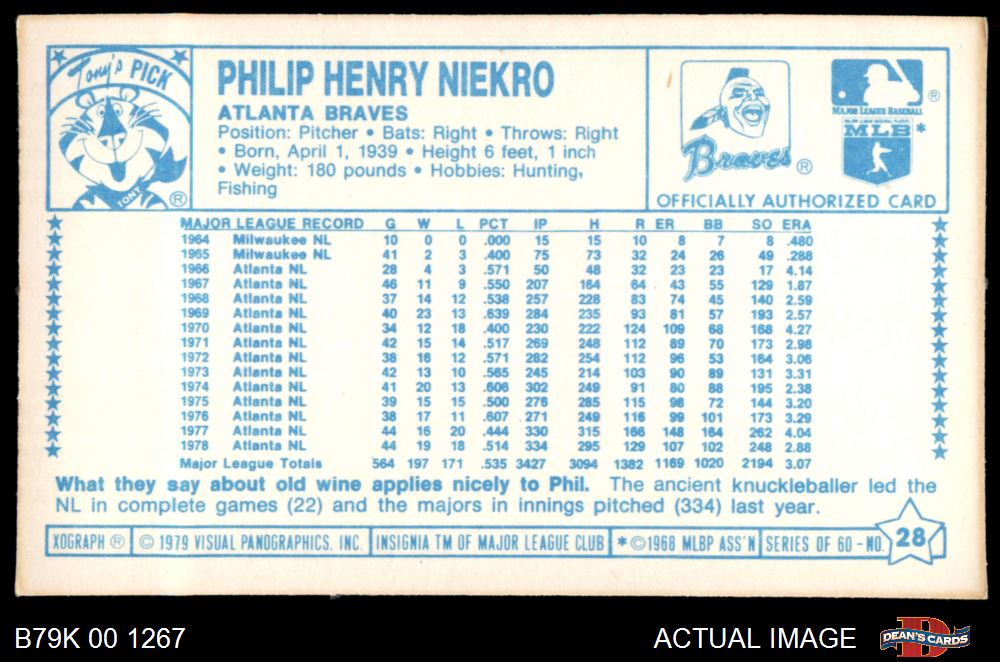 Tony's PICK
TONY ®
PHILIP HENRY NIEKRO
ATLANTA BRAVES
Position: Pitcher • Bats: Right • Throws: Right
• Born, April 1, 1939 • Height 6 feet, 1 inch
• Weight: 180 pounds • Hobbies: Hunting,
Fishing
Braves ®
® MAJOR LEAGUE BASEBALL
MAJOR LEAGUE BASEBALL PLAYERS
MLB *
OFFICIALLY AUTHORIZED CARD
MAJOR LEAGUE RECORD G W L PCT IP H R ER BB SO ERA
1964 Milwaukee NL 10 0 0 .000 15 15 10 8 7 8 .480
1965 Milwaukee NL 41 2 3 .400 75 73 32 24 26 49 .288
1966 Atlanta NL 28 4 3 .571 50 48 32 23 23 17 4.14
1967 Atlanta NL 46 11 9 .550 207 164 64 43 55 129 1.87
1968 Atlanta NL 37 14 12 .538 257 228 83 74 45 140 2.59
1969 Atlanta NL 40 23 13 .639 284 235 93 81 57 193 2.57
1970 Atlanta NL 34 12 18 .400 230 222 124 109 68 168 4.27
1971 Atlanta NL 42 15 14 .517 269 248 112 89 70 173 2.98
1972 Atlanta NL 38 16 12 .571 282 254 112 96 53 164 3.06
1973 Atlanta NL 42 13 10 .565 245 214 103 90 89 131 3.31
1974 Atlanta NL 41 20 13 .606 302 249 91 80 88 195 2.38
1975 Atlanta NL 39 15 15 .500 276 285 115 98 72 144 3.20
1976 Atlanta NL 38 17 11 .607 271 249 116 99 101 173 3.29
1977 Atlanta NL 44 16 20 .444 330 315 166 148 164 262 4.04
1978 Atlanta NL 44 19 18 .514 334 295 129 107 102 248 2.88
Major League Totals 564 197 171 .535 3427 3094 1382 1169 1020 2194 3.07
What they say about old wine applies nicely to Phil. The ancient knuckleballer led the
NL in complete games (22) and the majors in innings pitched (334) last year.
XOGRAPH ® © 1979 VISUAL PANOGRAPHICS, INC. INSIGNIA TM OF MAJOR LEAGUE CLUB * © 1968 MLBP ASS'N SERIES OF 60 - NO. 28
B79K 00 1267 ACTUAL IMAGE DEAN'S CARDS